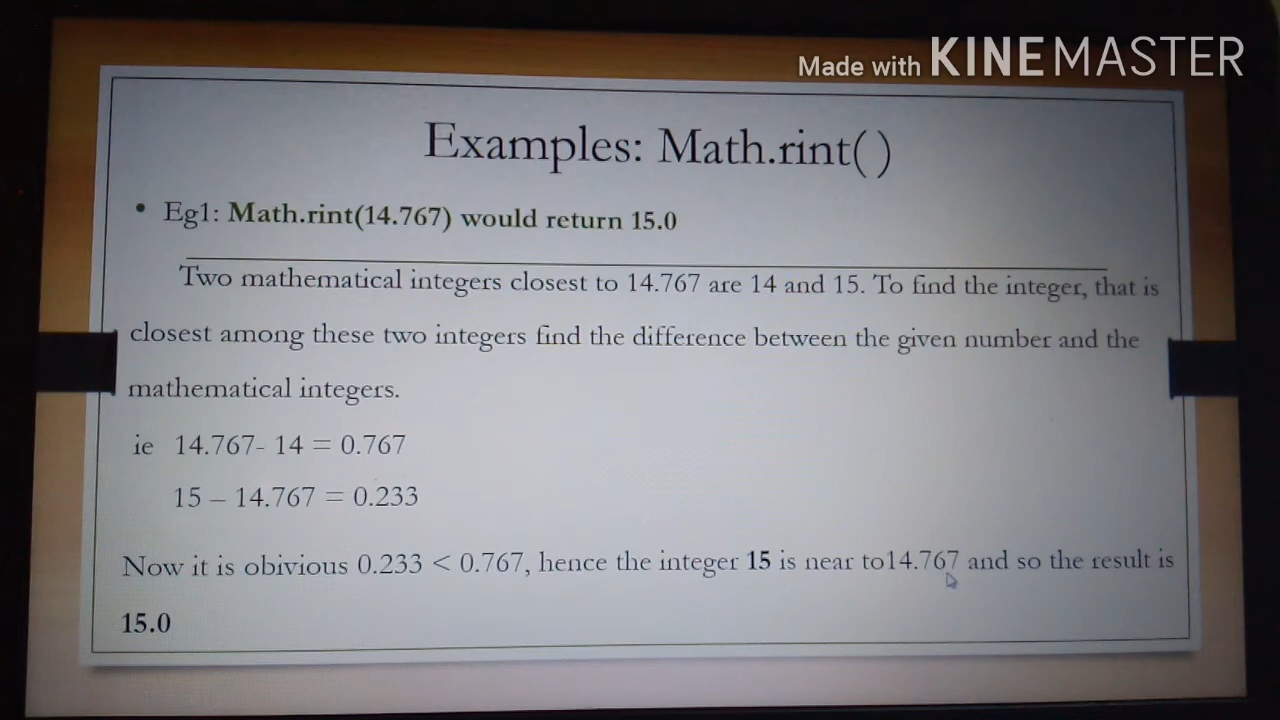 Made with KINEMASTER
Examples: Math.rint( )
• Eg1: Math.rint(14.767) would return 15.0
Two mathematical integers closest to 14.767 are 14 and 15. To find the integer, that is
closest among these two integers find the difference between the given number and the
mathematical integers.
ie 14.767- 14 = 0.767
15 – 14.767 = 0.233
Now it is obivious 0.233 < 0.767, hence the integer 15 is near to14.767 and so the result is
15.0